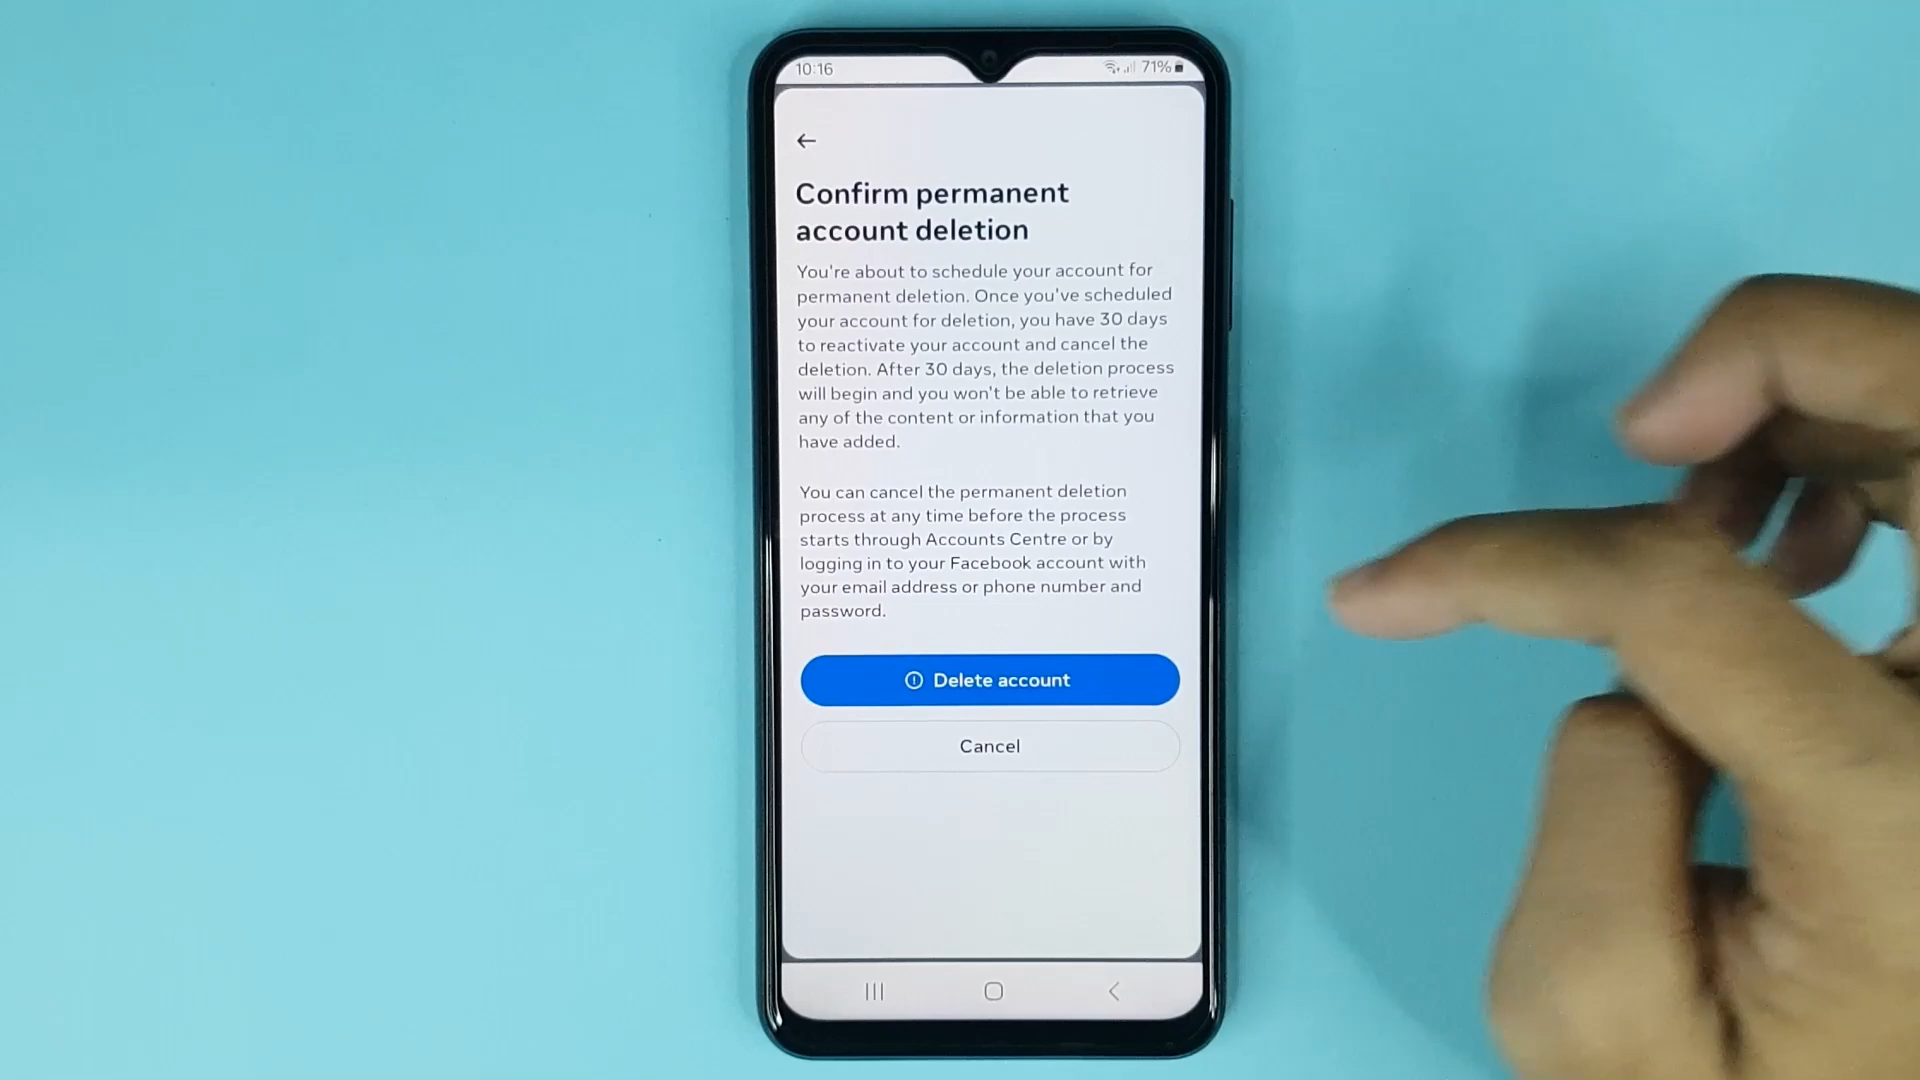 10:16
71%
Confirm permanent
account deletion
You're about to schedule your account for
permanent deletion. Once you've scheduled
your account for deletion, you have 30 days
to reactivate your account and cancel the
deletion. After 30 days, the deletion process
will begin and you won't be able to retrieve
any of the content or information that you
have added.
You can cancel the permanent deletion
process at any time before the process
starts through Accounts Centre or by
logging in to your Facebook account with
your email address or phone number and
password.
Delete account
Cancel